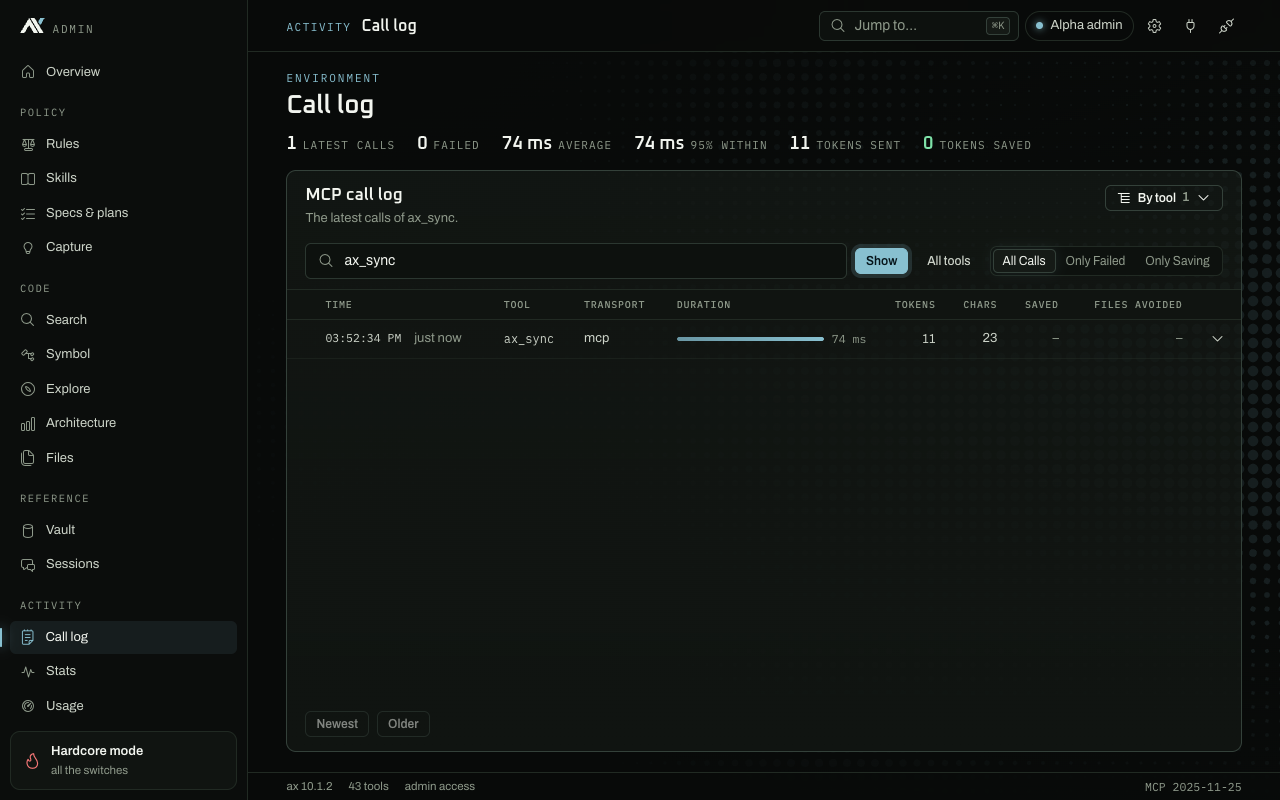 ADMIN
Overview
POLICY
Rules
Skills
Specs & plans
Capture
CODE
Search
Symbol
Explore
Architecture
Files
REFERENCE
Vault
Sessions
ACTIVITY
Call log
Stats
Usage
Hardcore mode
all the switches
ACTIVITY Call log
Jump to... ⌘K
Alpha admin
ENVIRONMENT
Call log
1 LATEST CALLS 0 FAILED 74 ms AVERAGE 74 ms 95% WITHIN 11 TOKENS SENT 0 TOKENS SAVED
MCP call log
The latest calls of ax_sync.
By tool 1
ax_sync
Show
All tools
All Calls Only Failed Only Saving
TIME TOOL TRANSPORT DURATION TOKENS CHARS SAVED FILES AVOIDED
03:52:34 PM just now ax_sync mcp 74 ms 11 23 – –
Newest Older
ax 10.1.2 43 tools admin access
MCP 2025-11-25